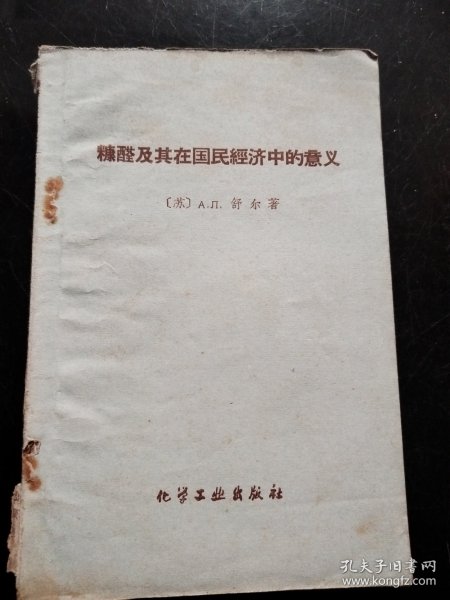 糠醛及其在国民經济中的意义
〔苏〕А.П. 舒尔著
化学工业出版社
孔夫子旧书网
www.kongfz.com